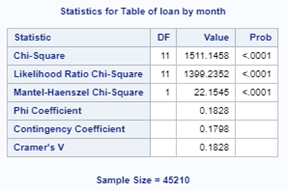 Statistics for Table of loan by month
Statistic DF Value Prob
Chi-Square 11 1511.1458 <.0001
Likelihood Ratio Chi-Square 11 1399.2352 <.0001
Mantel-Haenszel Chi-Square 1 22.1545 <.0001
Phi Coefficient 0.1828
Contingency Coefficient 0.1798
Cramer's V 0.1828
Sample Size = 45210